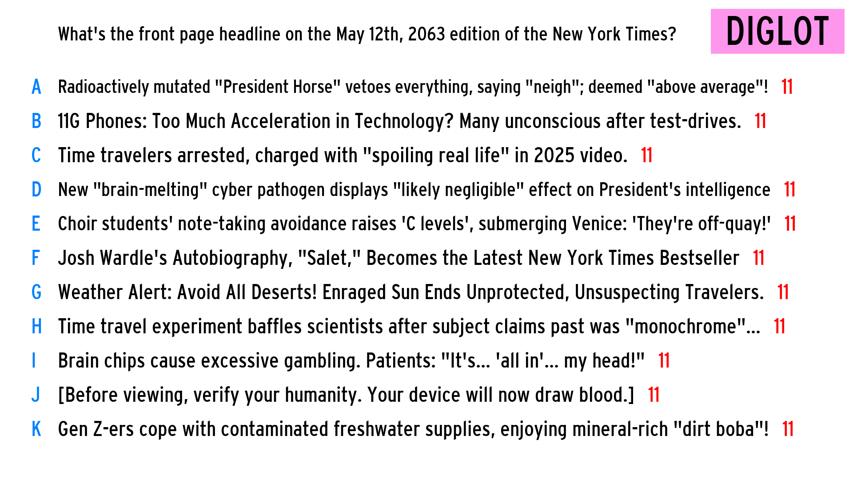 What's the front page headline on the May 12th, 2063 edition of the New York Times?
DIGLOT
A Radioactively mutated "President Horse" vetoes everything, saying "neigh"; deemed "above average"! 11
B 11G Phones: Too Much Acceleration in Technology? Many unconscious after test-drives. 11
C Time travelers arrested, charged with "spoiling real life" in 2025 video. 11
D New "brain-melting" cyber pathogen displays "likely negligible" effect on President's intelligence 11
E Choir students' note-taking avoidance raises 'C levels', submerging Venice: 'They're off-quay!' 11
F Josh Wardle's Autobiography, "Salet," Becomes the Latest New York Times Bestseller 11
G Weather Alert: Avoid All Deserts! Enraged Sun Ends Unprotected, Unsuspecting Travelers. 11
H Time travel experiment baffles scientists after subject claims past was "monochrome"... 11
I Brain chips cause excessive gambling. Patients: "It's... 'all in'... my head!" 11
J [Before viewing, verify your humanity. Your device will now draw blood.] 11
K Gen Z-ers cope with contaminated freshwater supplies, enjoying mineral-rich "dirt boba"! 11